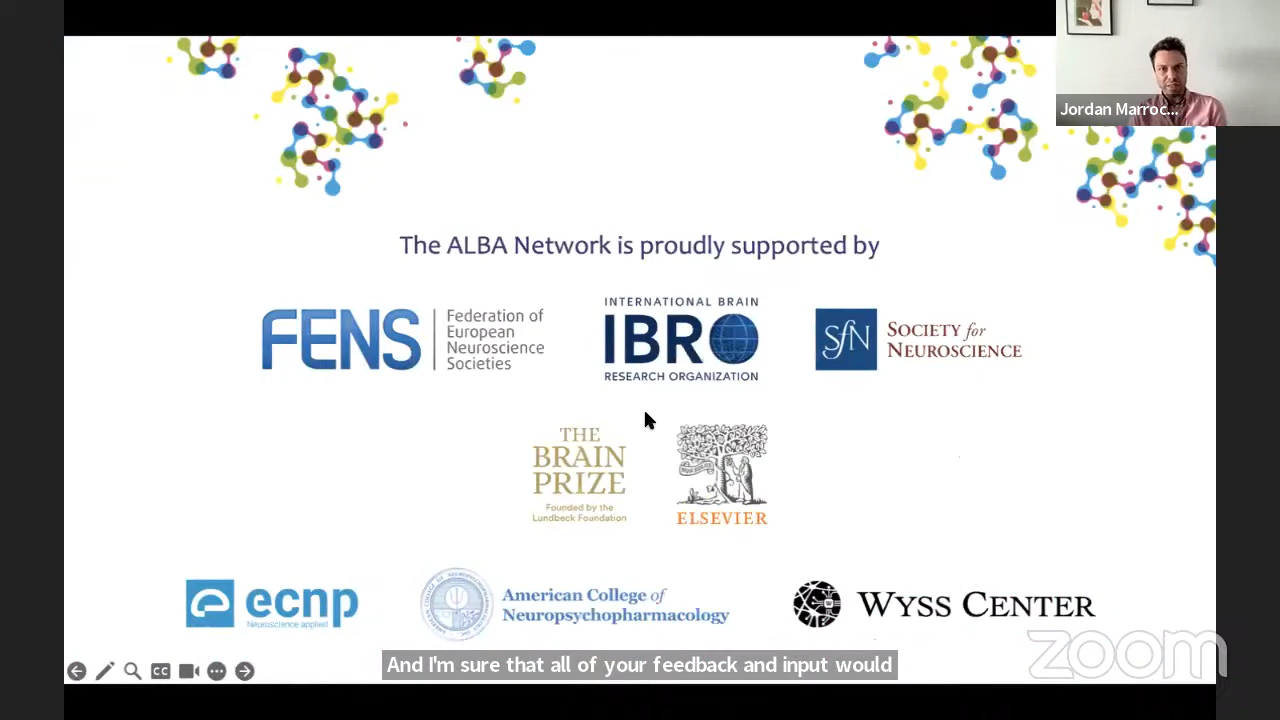 Jordan Marroc...
The ALBA Network is proudly supported by
FENS
Federation of
European
Neuroscience
Societies
INTERNATIONAL BRAIN
IBRO
RESEARCH ORGANIZATION
SfN
SOCIETY for
NEUROSCIENCE
THE
BRAIN
PRIZE
Founded by the
Lundbeck Foundation
ELSEVIER
ecnp
Neuroscience applied
American College of
Neuropsychopharmacology
WYSS CENTER
zoom
CC
And I'm sure that all of your feedback and input would